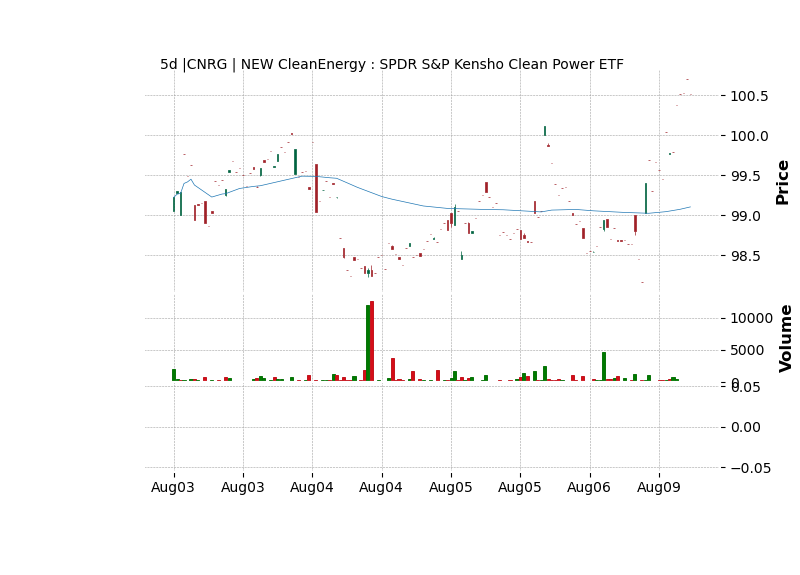 5d |CNRG | NEW CleanEnergy : SPDR S&P Kensho Clean Power ETF
100.5
100.0
99.5
99.0
98.5
Price
10000
5000
0
Volume
0.05
0.00
−0.05
Aug03 Aug03 Aug04 Aug04 Aug05 Aug05 Aug06 Aug09